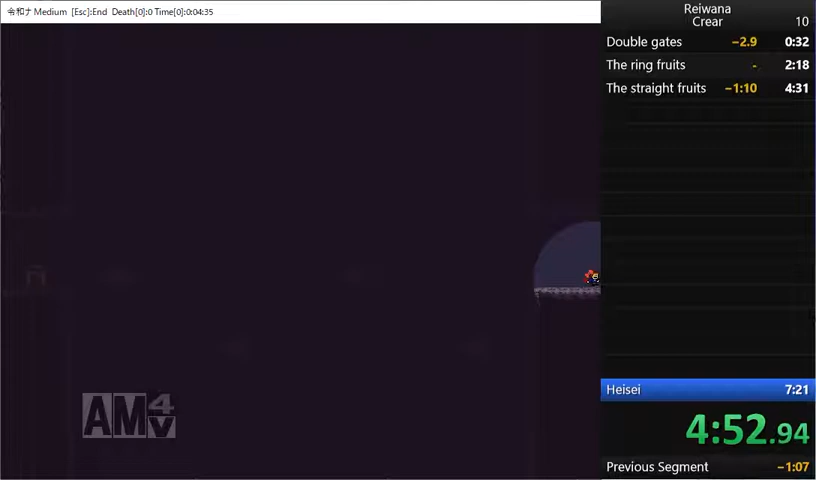 令和ナ Medium [Esc]:End Death[0]:0 Time[0]:0:04:35
Reiwana
Crear 10
Double gates −2.9 0:32
The ring fruits - 2:18
The straight fruits −1:10 4:31
AM4v
Heisei 7:21
4:52.94
Previous Segment −1:07